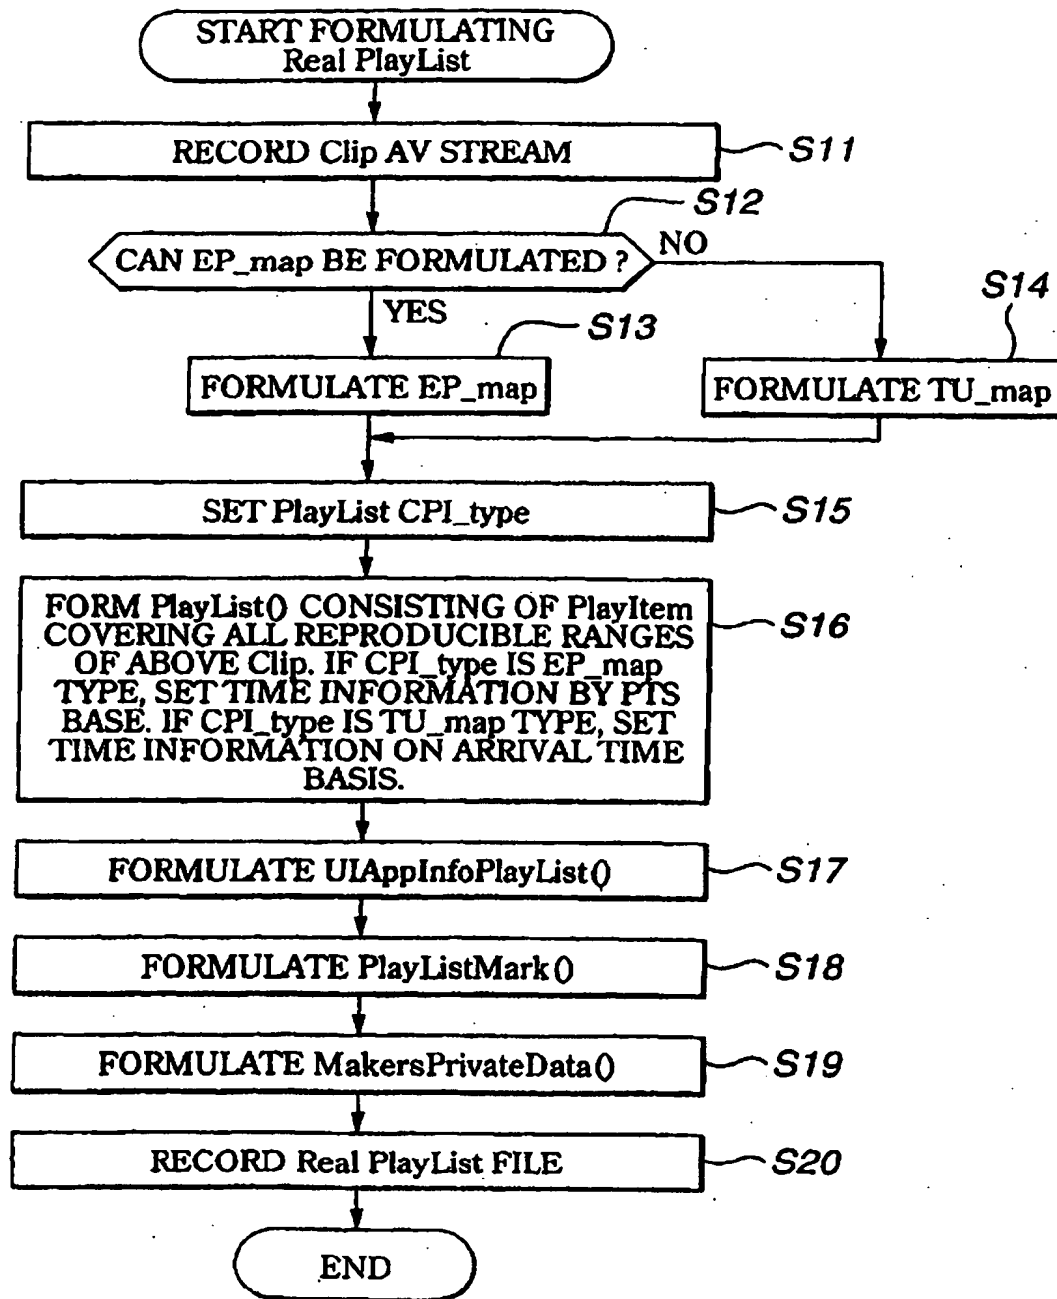 START FORMULATING
Real PlayList
RECORD Clip AV STREAM
S11
S12
CAN EP_map BE FORMULATED ?
NO
YES
S13
S14
FORMULATE EP_map
FORMULATE TU_map
SET PlayList CPI_type
S15
FORM PlayList() CONSISTING OF PlayItem
COVERING ALL REPRODUCIBLE RANGES
OF ABOVE Clip. IF CPI_type IS EP_map
TYPE, SET TIME INFORMATION BY PTS
BASE. IF CPI_type IS TU_map TYPE, SET
TIME INFORMATION ON ARRIVAL TIME
BASIS.
S16
FORMULATE UIAppInfoPlayList()
S17
FORMULATE PlayListMark()
S18
FORMULATE MakersPrivateData()
S19
RECORD Real PlayList FILE
S20
END